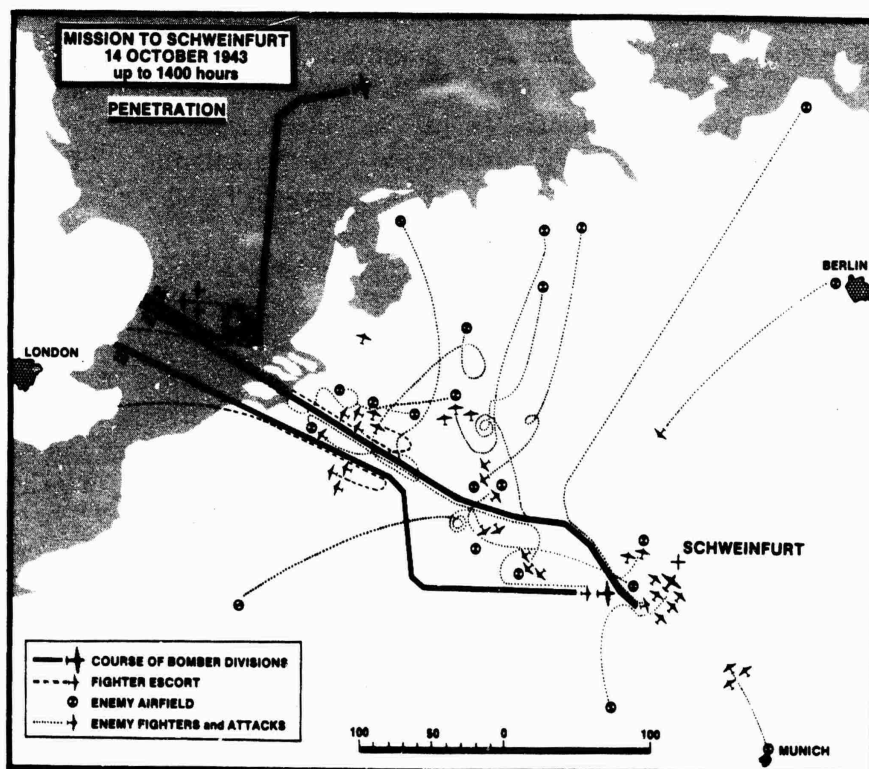 MISSION TO SCHWEINFURT
14 OCTOBER 1943
up to 1400 hours
PENETRATION
BERLIN
LONDON
SCHWEINFURT
COURSE OF BOMBER DIVISIONS
FIGHTER ESCORT
ENEMY AIRFIELD
ENEMY FIGHTERS and ATTACKS
100 50 0 100
MUNICH